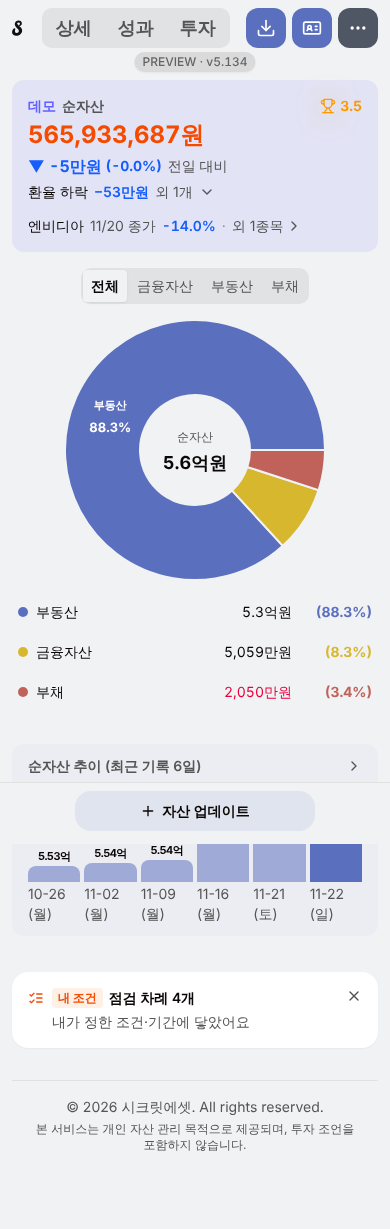 S
상세 성과 투자
PREVIEW · v5.134
데모 순자산
3.5
565,933,687원
▼ -5만원 (-0.0%) 전일 대비
환율 하락 −53만원 외 1개
엔비디아 11/20 종가 -14.0% · 외 1종목
전체 금융자산 부동산 부채
부동산
88.3%
순자산
5.6억원
부동산 5.3억원 (88.3%)
금융자산 5,059만원 (8.3%)
부채 2,050만원 (3.4%)
순자산 추이 (최근 기록 6일)
+ 자산 업데이트
5.53억 5.54억 5.54억
10-26 11-02 11-09 11-16 11-21 11-22
(월) (월) (월) (월) (토) (일)
내 조건 점검 차례 4개
내가 정한 조건·기간에 닿았어요
© 2026 시크릿에셋. All rights reserved.
본 서비스는 개인 자산 관리 목적으로 제공되며, 투자 조언을
포함하지 않습니다.